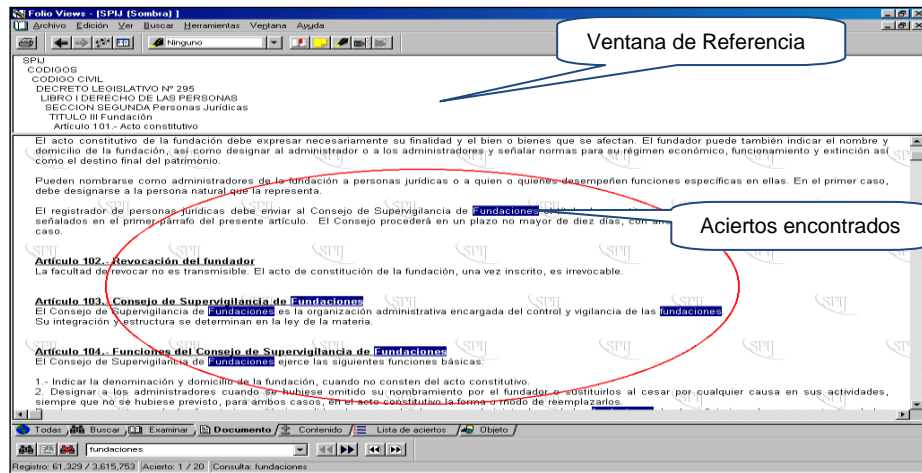 Folio Views - [SPIJ (Sombra) ]
Archivo Edición Ver Buscar Herramientas Ventana Ayuda
Ninguno
Ventana de Referencia
SPIJ
CODIGOS
CODIGO CIVIL
DECRETO LEGISLATIVO Nº 295
LIBRO I DERECHO DE LAS PERSONAS
SECCION SEGUNDA Personas Jurídicas
TITULO III Fundación
Artículo 101.- Acto constitutivo
El acto constitutivo de la fundación debe expresar necesariamente su finalidad y el bien o bienes que se afectan. El fundador puede también indicar el nombre y
domicilio de la fundación, así como designar al administrador o a los administradores y señalar normas para su régimen económico, funcionamiento y extinción así
como el destino final del patrimonio.
Pueden nombrarse como administradores de la fundación a personas jurídicas o a quien o quienes desempeñen funciones específicas en ellas. En el primer caso,
debe designarse a la persona natural que la representa.
El registrador de personas jurídicas debe enviar al Consejo de Supervigilancia de Fundaciones
señalados en el primer párrafo del presente artículo. El Consejo procederá en un plazo no mayor de diez días, con
caso.
Aciertos encontrados
Artículo 102.- Revocación del fundador
La facultad de revocar no es transmisible. El acto de constitución de la fundación, una vez inscrito, es irrevocable.
Artículo 103.- Consejo de Supervigilancia de Fundaciones
El Consejo de Supervigilancia de Fundaciones es la organización administrativa encargada del control y vigilancia de las fundaciones
Su integración y estructura se determinan en la ley de la materia.
Artículo 104.- Funciones del Consejo de Supervigilancia de Fundaciones
El Consejo de Supervigilancia de Fundaciones ejerce las siguientes funciones básicas:
1.- Indicar la denominación y domicilio de la fundación, cuando no consten del acto constitutivo.
2. Designar a los administradores cuando se hubiese omitido su nombramiento por el fundador o sustituirlos al cesar por cualquier causa en sus actividades,
siempre que no se hubiese previsto, para ambos casos, en el acto constitutivo la forma o modo de reemplazarlos.
Todas Buscar Examinar Documento Contenido Lista de aciertos Objeto
fundaciones
Registro: 61,329 / 3,615,753 Acierto: 1 / 20 Consulta: fundaciones